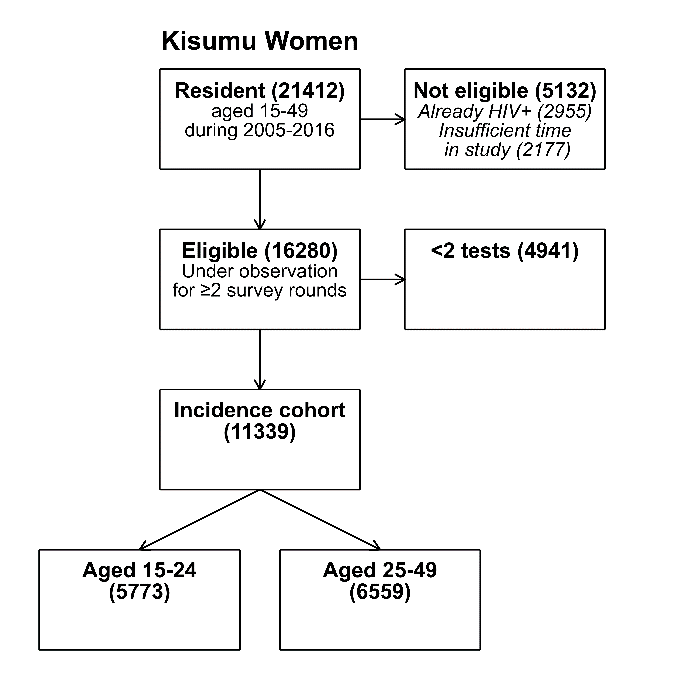 Kisumu Women
Resident (21412)
aged 15-49
during 2005-2016
Not eligible (5132)
Already HIV+ (2955)
Insufficient time
in study (2177)
Eligible (16280)
Under observation
for ≥2 survey rounds
<2 tests (4941)
Incidence cohort
(11339)
Aged 15-24
(5773)
Aged 25-49
(6559)